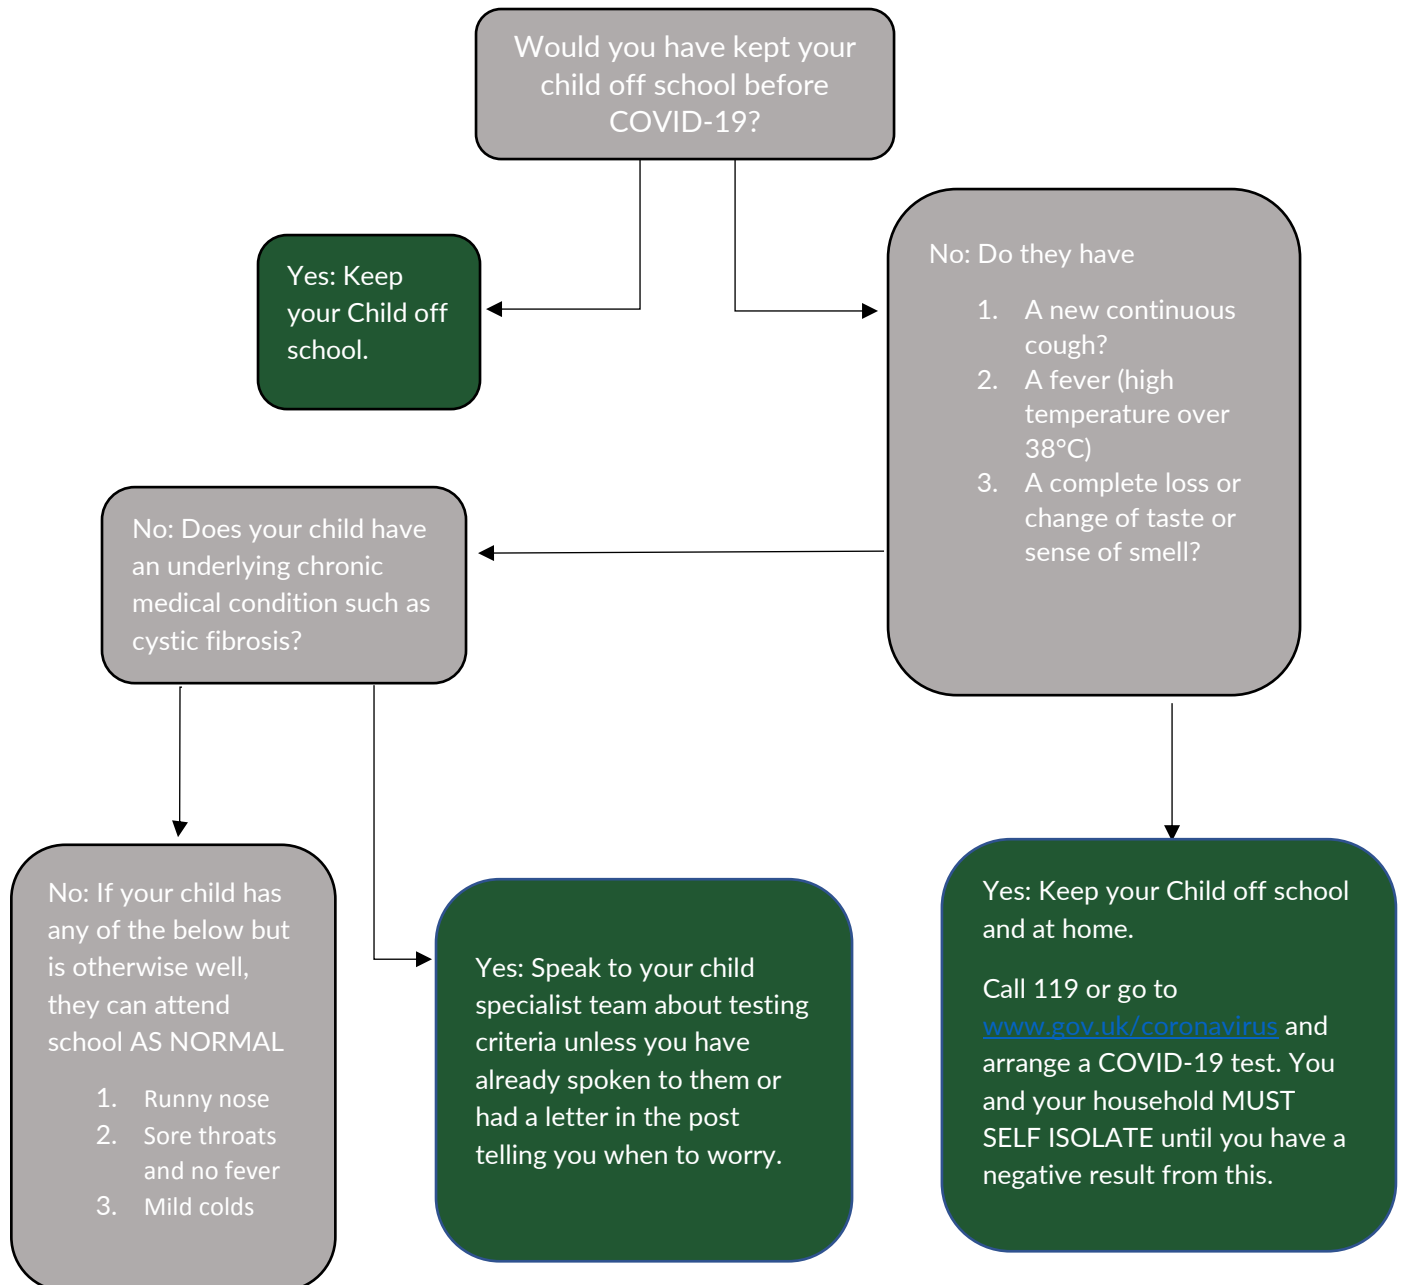 Would you have kept your
child off school before
COVID-19?
Yes: Keep
your Child off
school.
No: Do they have
1. A new continuous
cough?
2. A fever (high
temperature over
38°C)
3. A complete loss or
change of taste or
sense of smell?
No: Does your child have
an underlying chronic
medical condition such as
cystic fibrosis?
No: If your child has
any of the below but
is otherwise well,
they can attend
school AS NORMAL
1. Runny nose
2. Sore throats
and no fever
3. Mild colds
Yes: Speak to your child
specialist team about testing
criteria unless you have
already spoken to them or
had a letter in the post
telling you when to worry.
Yes: Keep your Child off school
and at home.
Call 119 or go to
www.gov.uk/coronavirus and
arrange a COVID-19 test. You
and your household MUST
SELF ISOLATE until you have a
negative result from this.